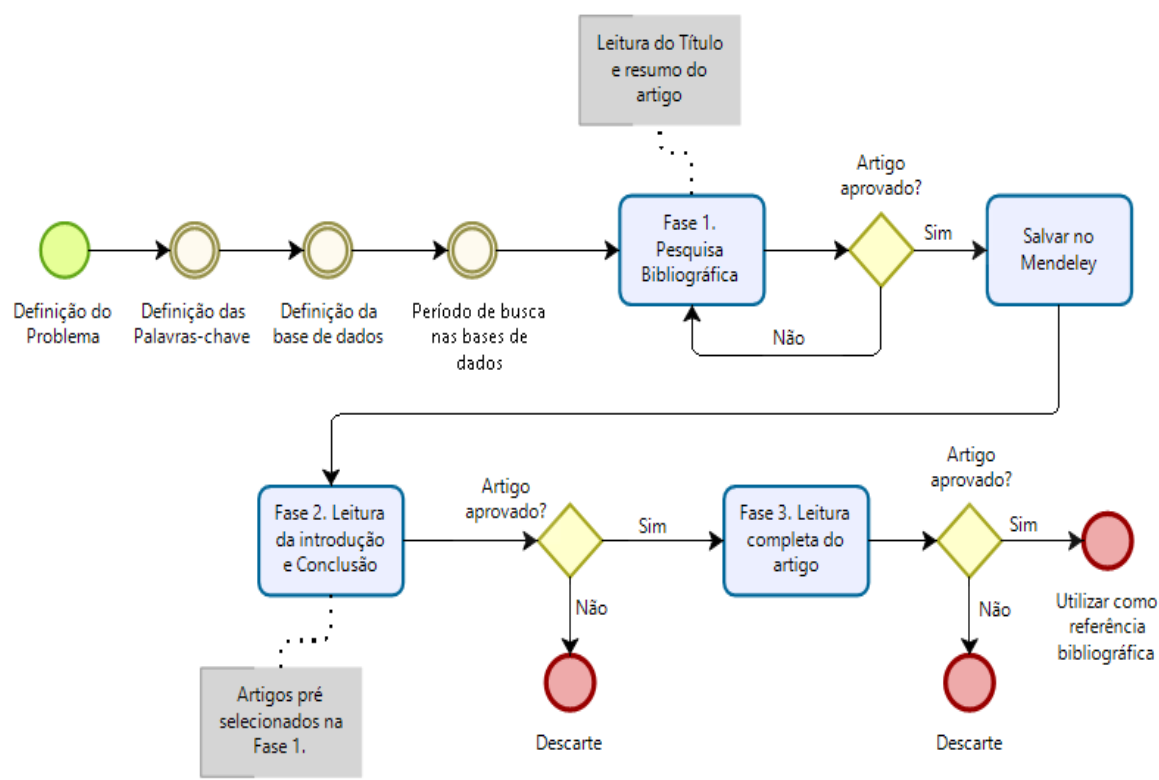 Leitura do Título
e resumo do
artigo
Artigo
aprovado?
Fase 1.
Pesquisa
Bibliográfica
Sim
Salvar no
Mendeley
Definição do
Problema
Definição das
Palavras-chave
Definição da
base de dados
Período de busca
nas bases de
dados
Não
Fase 2. Leitura
da introdução
e Conclusão
Artigo
aprovado?
Sim
Fase 3. Leitura
completa do
artigo
Artigo
aprovado?
Sim
Não
Não
Utilizar como
referência
bibliográfica
Artigos pré
selecionados na
Fase 1.
Descarte
Descarte